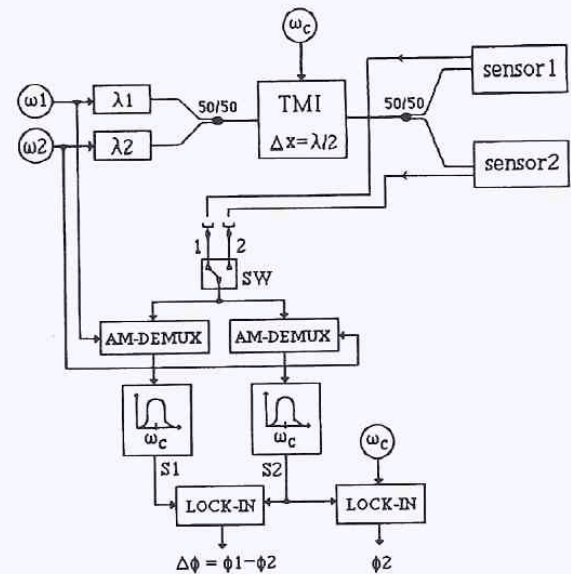 ωc
ω1
λ1
50/50
TMI
Δx=λ/2
50/50
sensor1
ω2
λ2
sensor2
1
2
SW
AM-DEMUX
AM-DEMUX
ωc
ωc
ωc
S1
S2
LOCK-IN
LOCK-IN
Δϕ = ϕ1-ϕ2
ϕ2